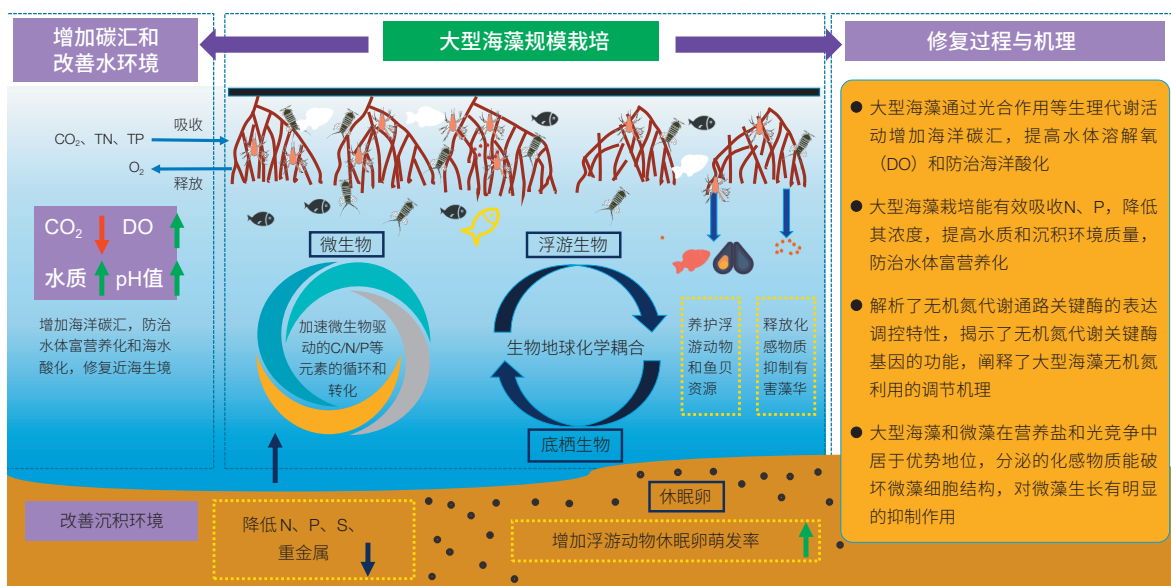 增加碳汇和
改善水环境
大型海藻规模栽培
修复过程与机理
CO₂、TN、TP
吸收
O₂
释放
CO₂ DO
水质 pH值
增加海洋碳汇，防治
水体富营养化和海水
酸化，修复近海生境
微生物
加速微生物驱
动的C/N/P等
元素的循环和
转化
浮游生物
生物地球化学耦合
底栖生物
养护浮
游动物
和鱼贝
资源
释放化
感物质
抑制有
害藻华
● 大型海藻通过光合作用等生理代谢活
动增加海洋碳汇，提高水体溶解氧
（DO）和防治海洋酸化
● 大型海藻栽培能有效吸收N、P，降低
其浓度，提高水质和沉积环境质量，
防治水体富营养化
● 解析了无机氮代谢通路关键酶的表达
调控特性，揭示了无机氮代谢关键酶
基因的功能，阐释了大型海藻无机氮
利用的调节机理
● 大型海藻和微藻在营养盐和光竞争中
居于优势地位，分泌的化感物质能破
坏微藻细胞结构，对微藻生长有明显
的抑制作用
改善沉积环境
降低 N、P、S、
重金属
休眠卵
增加浮游动物休眠卵萌发率